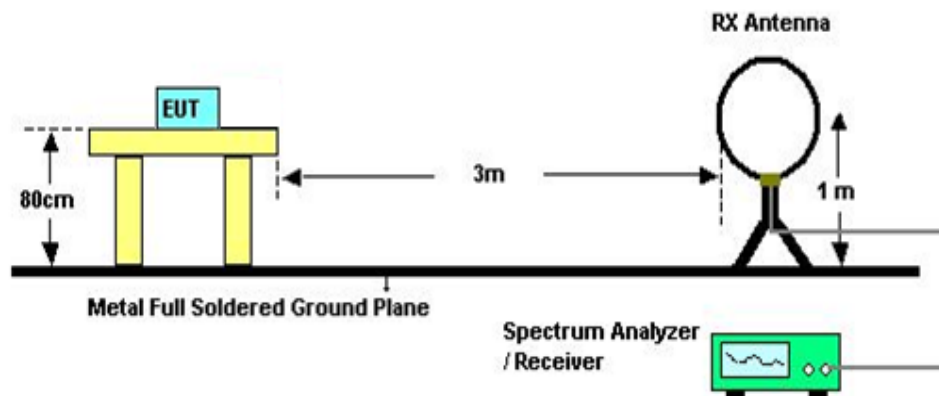 RX Antenna
EUT
3m
80cm
1 m
Metal Full Soldered Ground Plane
Spectrum Analyzer
/ Receiver